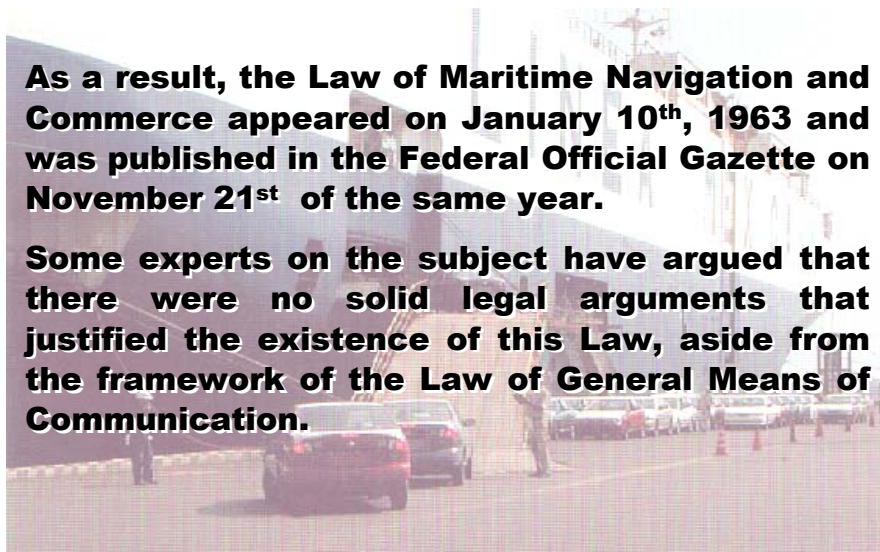 As a result, the Law of Maritime Navigation and
Commerce appeared on January 10th, 1963 and
was published in the Federal Official Gazette on
November 21st of the same year.
Some experts on the subject have argued that
there were no solid legal arguments that
justified the existence of this Law, aside from
the framework of the Law of General Means of
Communication.